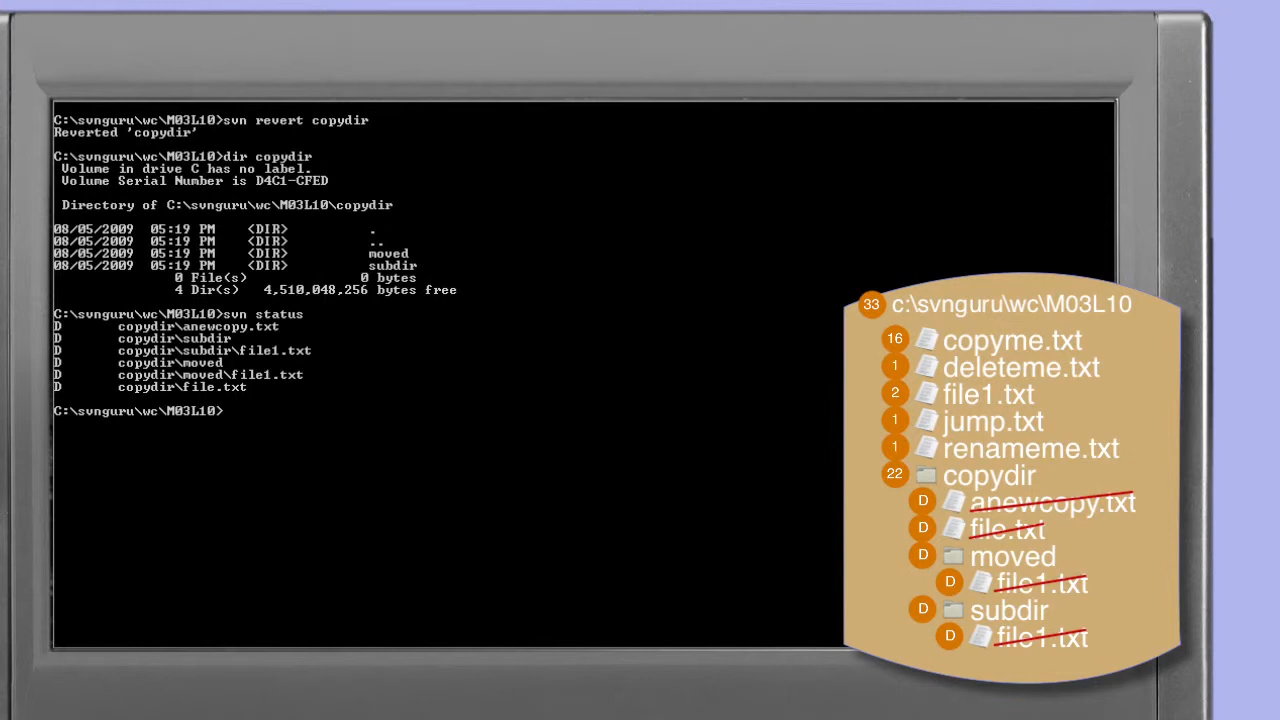 C:\svnguru\wc\M03L10>svn revert copydir
Reverted 'copydir'
C:\svnguru\wc\M03L10>dir copydir
Volume in drive C has no label.
Volume Serial Number is D4C1-CFED
Directory of C:\svnguru\wc\M03L10\copydir
08/05/2009 05:19 PM <DIR> .
08/05/2009 05:19 PM <DIR> ..
08/05/2009 05:19 PM <DIR> moved
08/05/2009 05:19 PM <DIR> subdir
0 File(s) 0 bytes
4 Dir(s) 4,510,048,256 bytes free
C:\svnguru\wc\M03L10>svn status
D copydir\anewcopy.txt
D copydir\subdir
D copydir\subdir\file1.txt
D copydir\moved
D copydir\moved\file1.txt
D copydir\file.txt
C:\svnguru\wc\M03L10>
33 c:\svnguru\wc\M03L10
16 copyme.txt
1 deleteme.txt
2 file1.txt
1 jump.txt
1 renameme.txt
22 copydir
D anewcopy.txt
D file.txt
D moved
D file1.txt
D subdir
D file1.txt